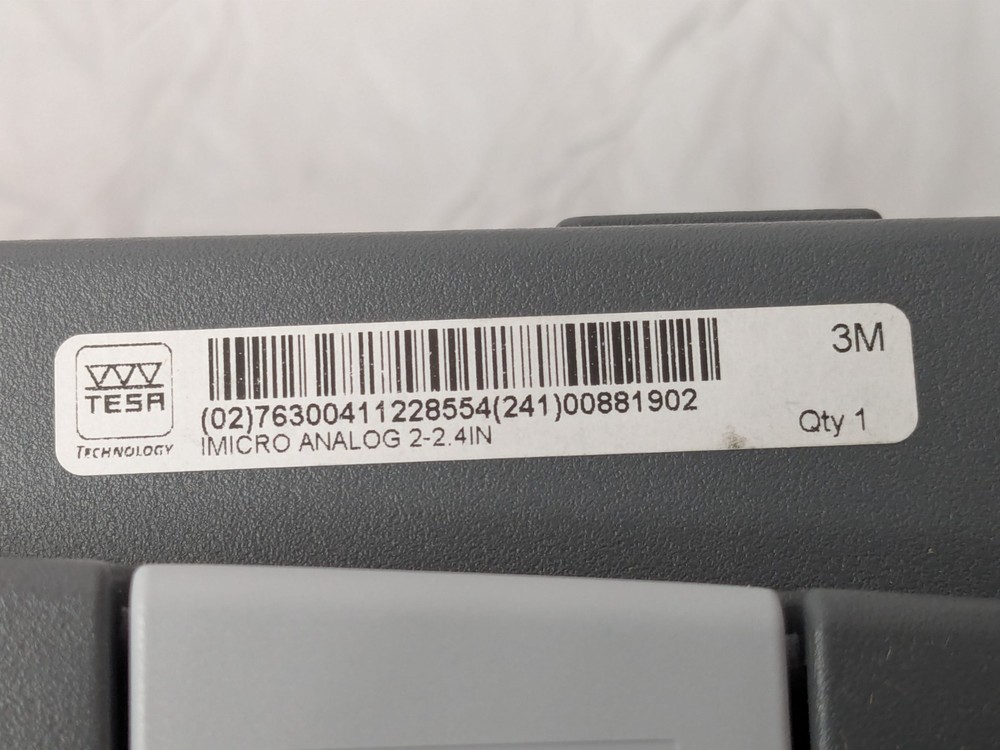 TESA
TECHNOLOGY
(02)76300411228554(241)00881902
IMICRO ANALOG 2-2.4IN
3M
Qty 1